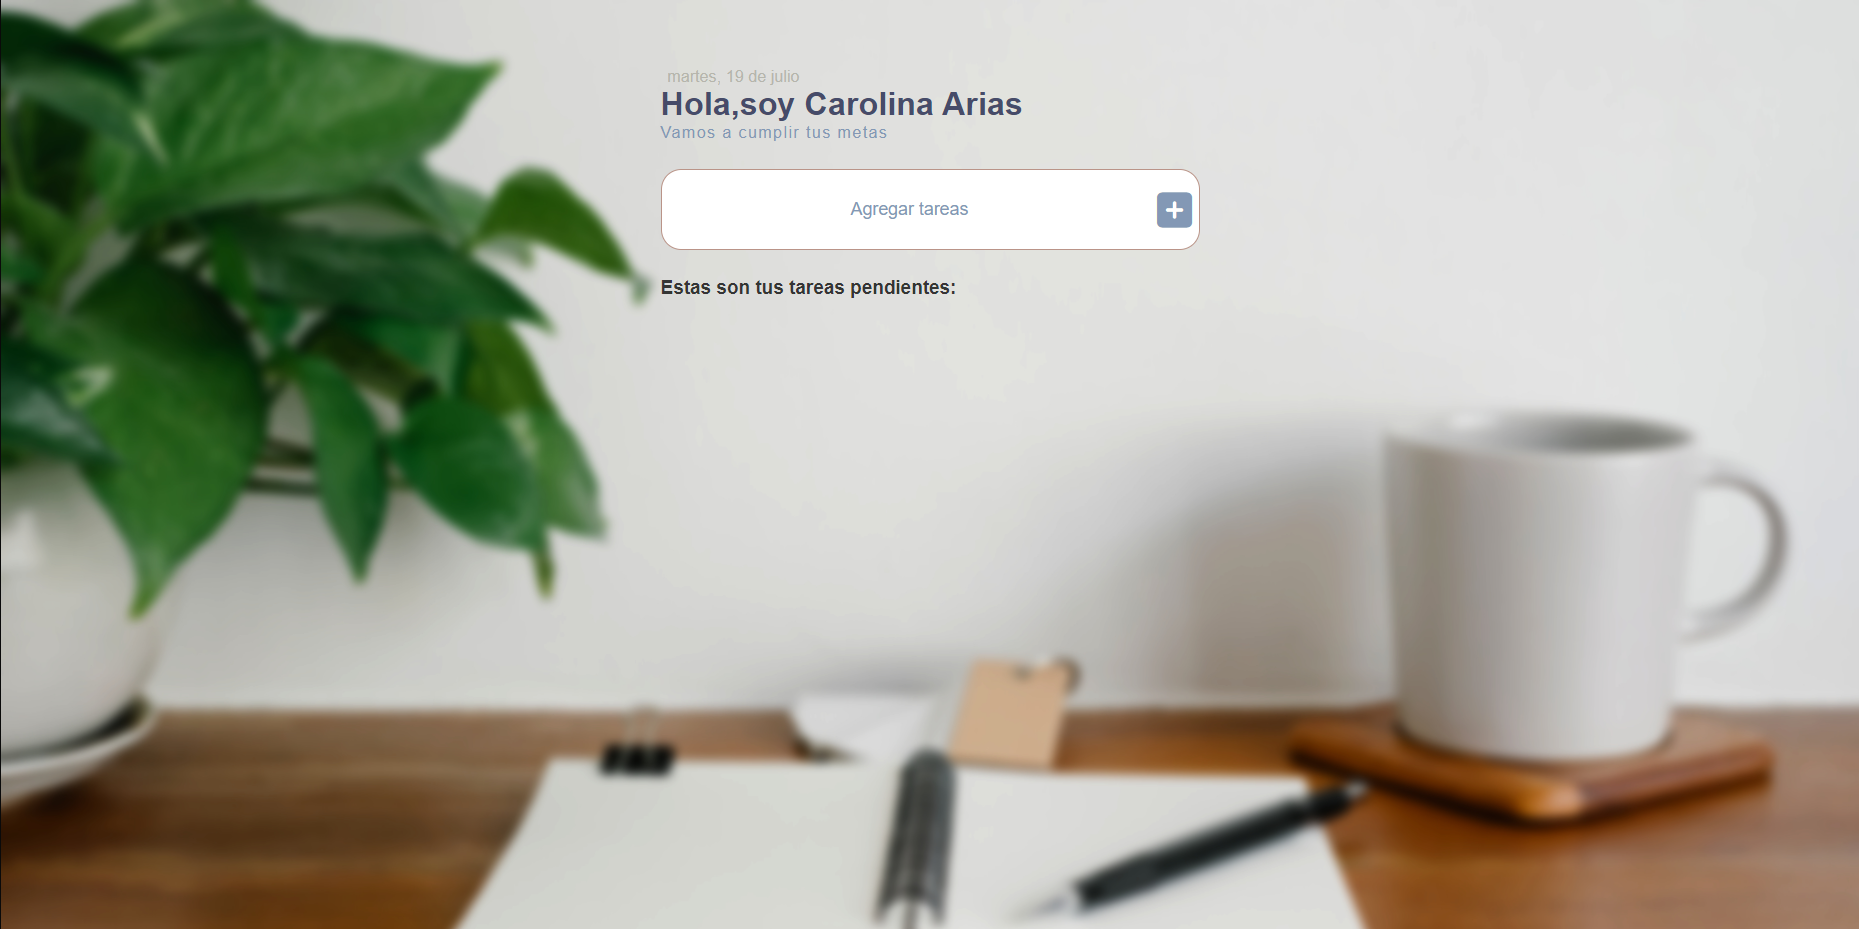 martes, 19 de julio
Hola,soy Carolina Arias
Vamos a cumplir tus metas
Agregar tareas
Estas son tus tareas pendientes: